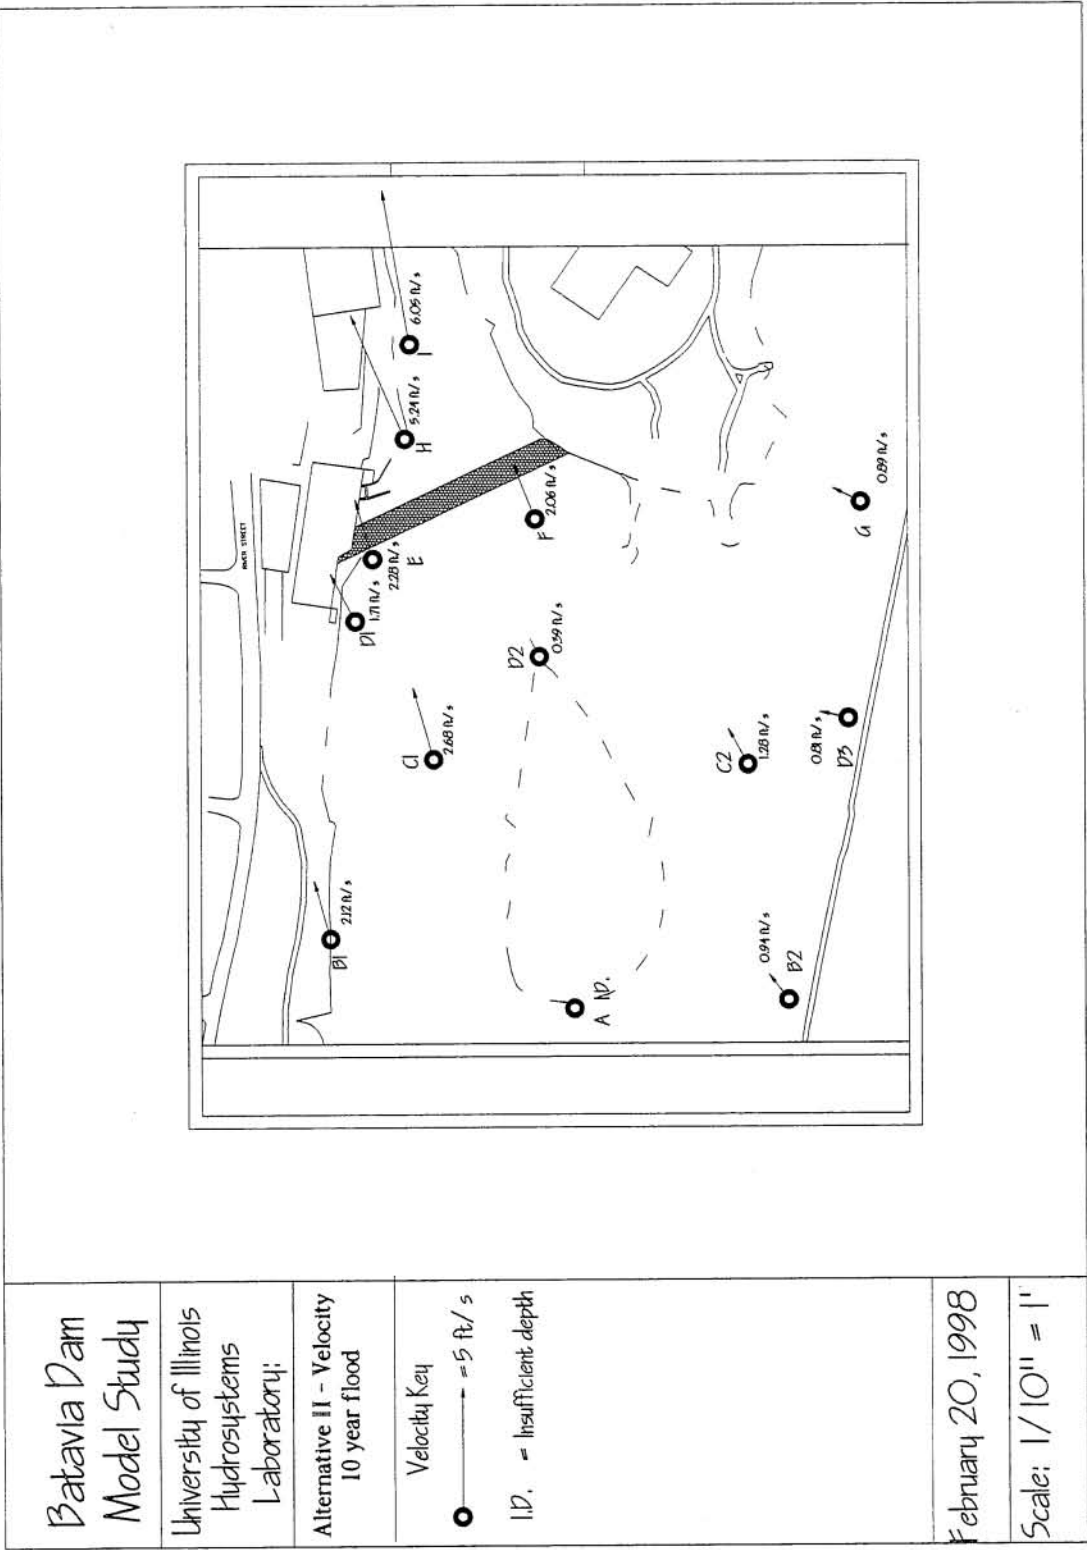 Batavia Dam
Model Study
University of Illinois
Hydrosystems
Laboratory:
Alternative II - Velocity
10 year flood
Velocity Key
= 5 ft/s
I.D. = Insufficient depth
February 20, 1998
Scale: 1/10" = 1'
RIVER STREET
6.05 ft/s
I
5.24 ft/s
H
2.28 ft/s
E
1.71 ft/s
D1
2.06 ft/s
F
D2
0.39 ft/s
C1
2.68 ft/s
2.12 ft/s
B1
A I.D.
0.94 ft/s
B2
C2
1.28 ft/s
0.81 ft/s
D3
0.89 ft/s
G